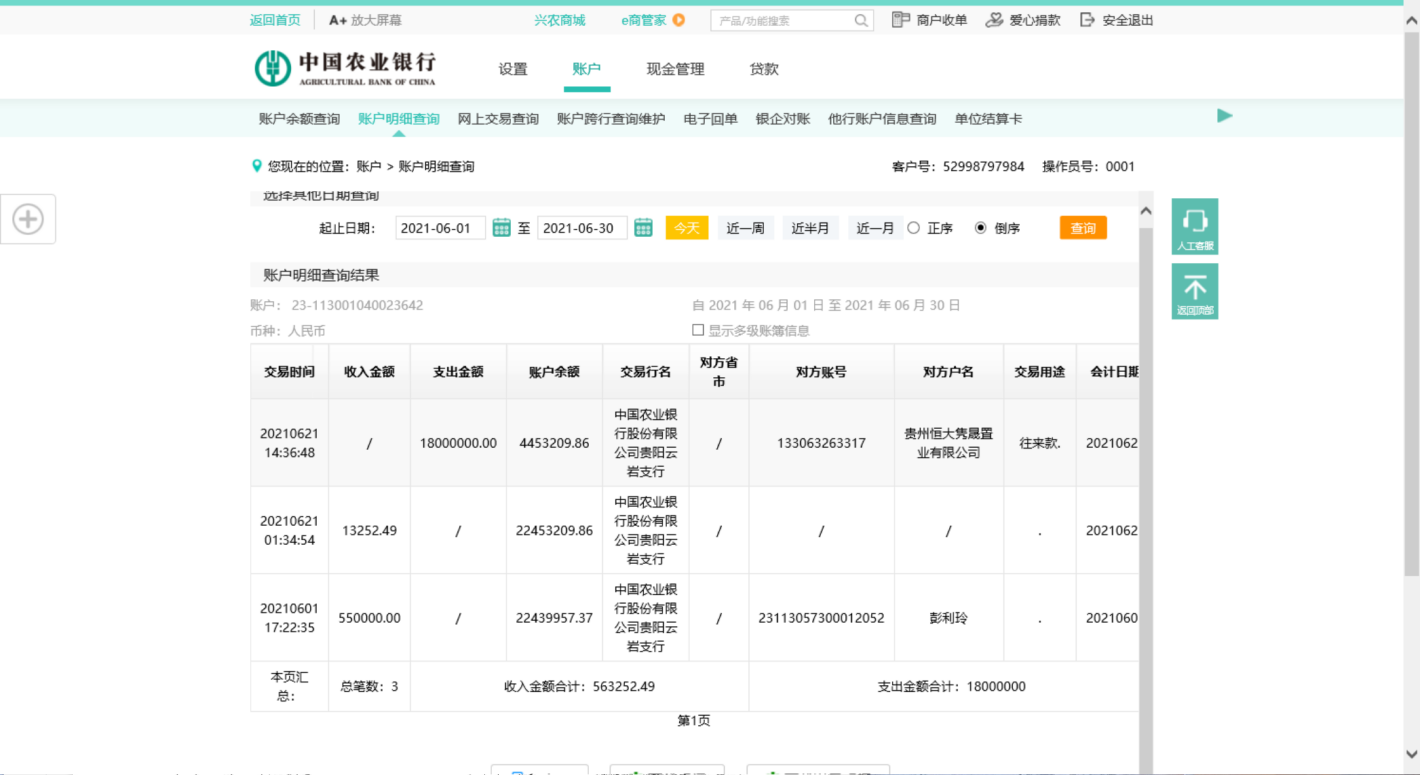 返回首页 A+ 放大屏幕 兴农商城 e商管家 产品/功能搜索 商户收单 爱心捐款 安全退出
中国农业银行 设置 账户 现金管理 贷款
AGRICULTURAL BANK OF CHINA
账户余额查询 账户明细查询 网上交易查询 账户跨行查询维护 电子回单 银企对账 他行账户信息查询 单位结算卡
您现在的位置：账户 > 账户明细查询 客户号：52998797984 操作员号：0001
选择其他日期查询
起止日期： 2021-06-01 至 2021-06-30 今天 近一周 近半月 近一月 正序 倒序 查询
人工客服
账户明细查询结果
返回顶部
账户： 23-113001040023642 自 2021 年 06 月 01 日 至 2021 年 06 月 30 日
币种：人民币 显示多级账簿信息
交易时间 收入金额 支出金额 账户余额 交易行名 对方省市 对方账号 对方户名 交易用途 会计日期
20210621 14:36:48 / 18000000.00 4453209.86 中国农业银行股份有限公司贵阳云岩支行 / 133063263317 贵州恒大隽晟置业有限公司 往来款. 2021062
20210621 01:34:54 13252.49 / 22453209.86 中国农业银行股份有限公司贵阳云岩支行 / / / . 2021062
20210601 17:22:35 550000.00 / 22439957.37 中国农业银行股份有限公司贵阳云岩支行 / 23113057300012052 彭利玲 . 2021060
本页汇总： 总笔数：3 收入金额合计：563252.49 支出金额合计：18000000
第1页